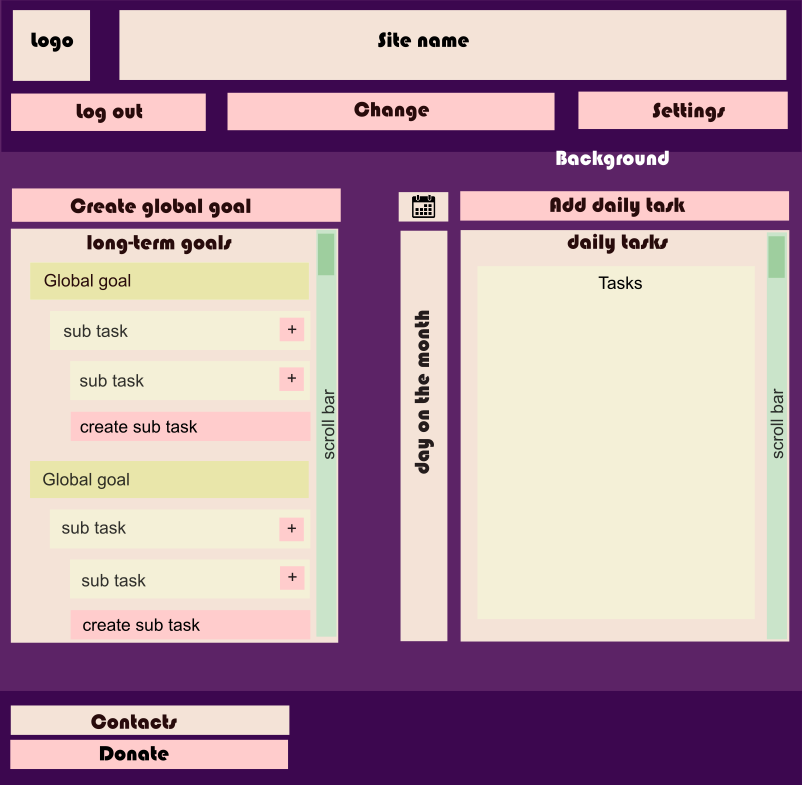 Logo
Site name
Log out
Change
Settings
Background
Create global goal
Add daily task
long-term goals
Global goal
sub task
+
sub task
+
create sub task
Global goal
sub task
+
sub task
+
create sub task
scroll bar
day on the month
daily tasks
Tasks
scroll bar
Contacts
Donate